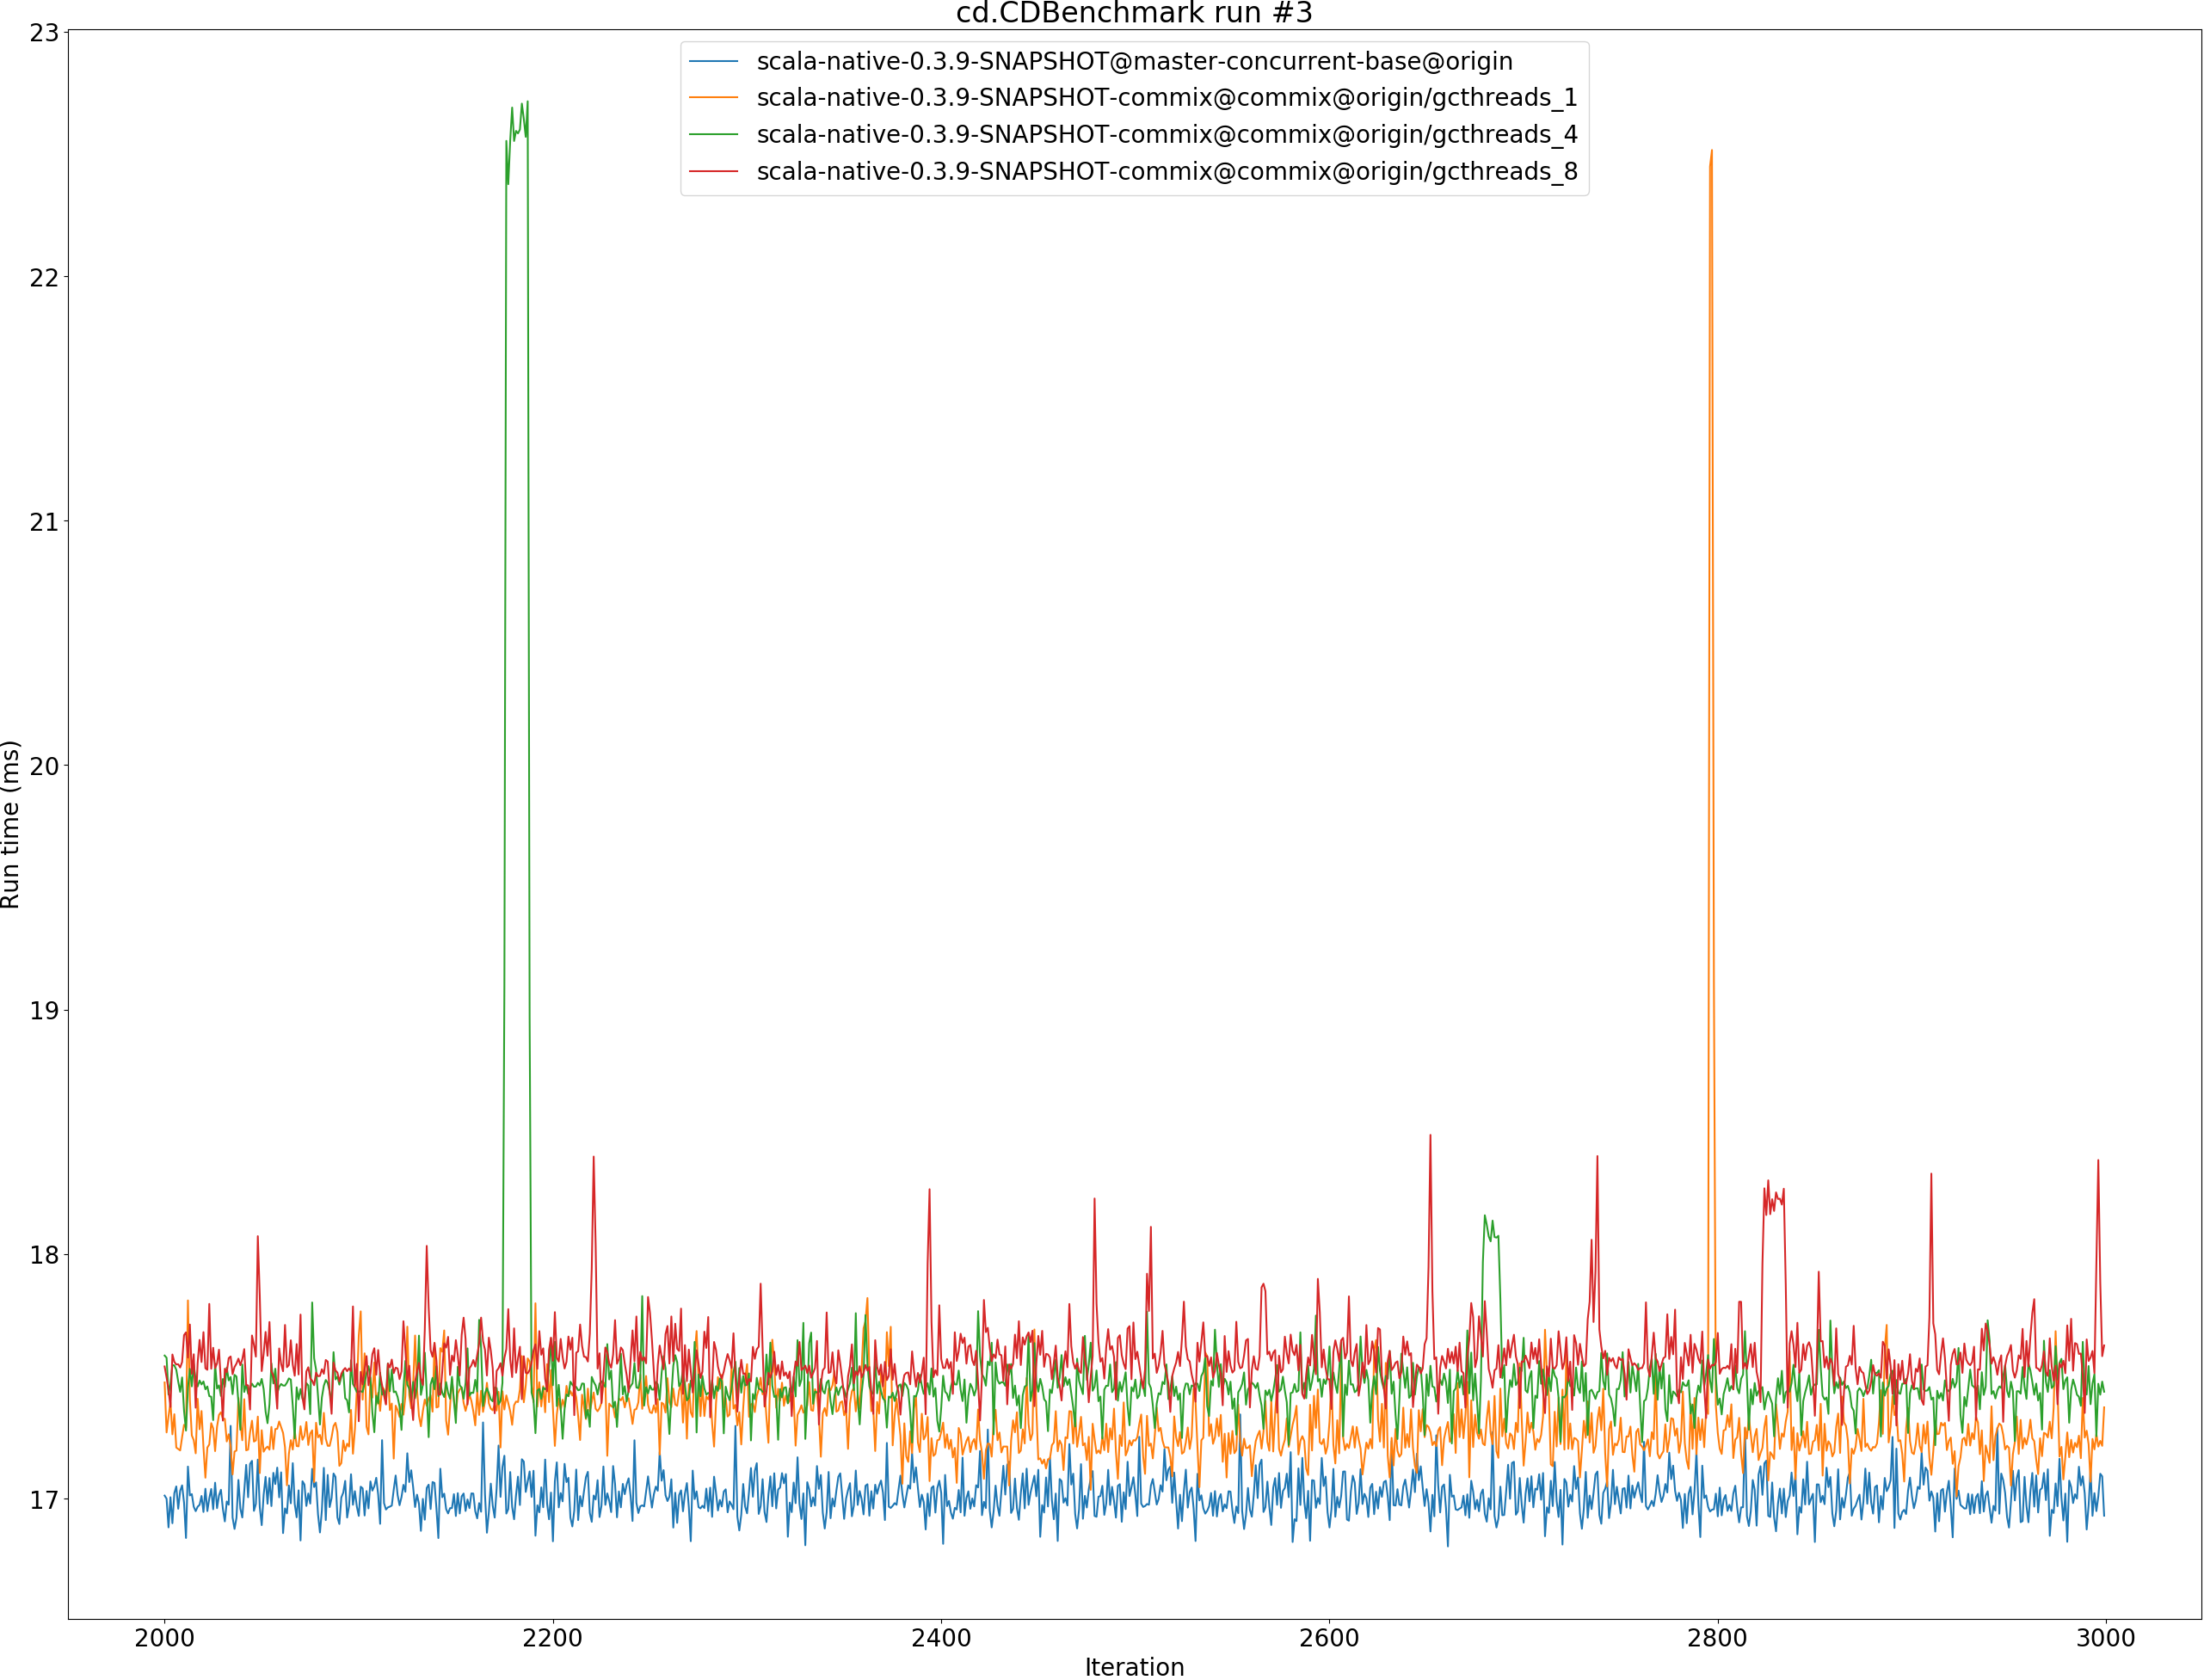 cd.CDBenchmark run #3
scala-native-0.3.9-SNAPSHOT@master-concurrent-base@origin
scala-native-0.3.9-SNAPSHOT-commix@commix@origin/gcthreads_1
scala-native-0.3.9-SNAPSHOT-commix@commix@origin/gcthreads_4
scala-native-0.3.9-SNAPSHOT-commix@commix@origin/gcthreads_8
23
22
21
20
19
18
17
Run time (ms)
2000 2200 2400 2600 2800 3000
Iteration